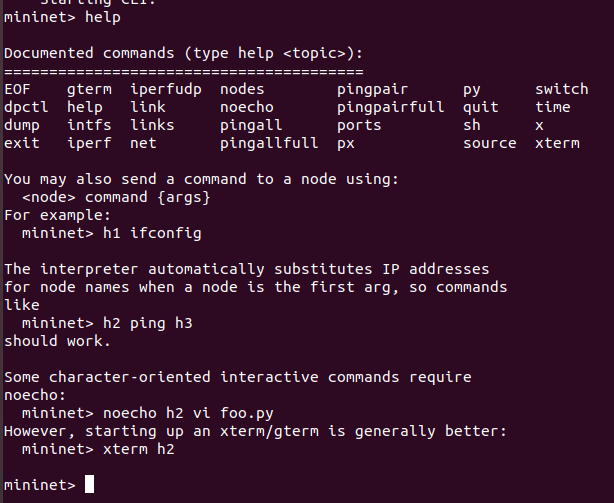 Starting CLI:
mininet> help
Documented commands (type help <topic>):
========================================
EOF    gterm  iperfudp  nodes        pingpair      py      switch
dpctl  help   link      noecho       pingpairfull  quit    time
dump   intfs  links     pingall      ports         sh      x
exit   iperf  net       pingallfull  px            source  xterm
You may also send a command to a node using:
  <node> command {args}
For example:
  mininet> h1 ifconfig
The interpreter automatically substitutes IP addresses
for node names when a node is the first arg, so commands
like
  mininet> h2 ping h3
should work.
Some character-oriented interactive commands require
noecho:
  mininet> noecho h2 vi foo.py
However, starting up an xterm/gterm is generally better:
  mininet> xterm h2
mininet>